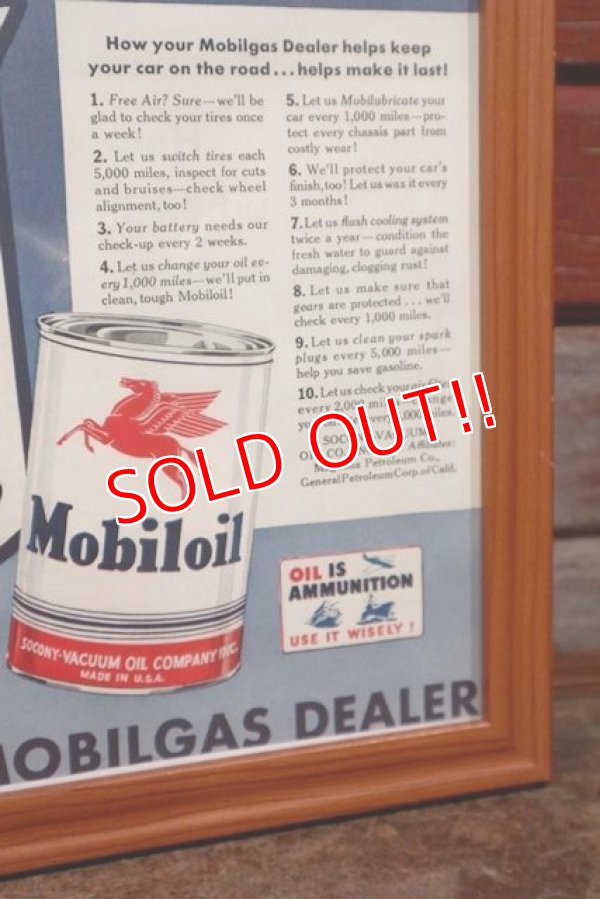 How your Mobilgas Dealer helps keep
your car on the road...helps make it last!
1. Free Air? Sure—we'll be
glad to check your tires once
a week!
2. Let us switch tires each
5,000 miles, inspect for cuts
and bruises—check wheel
alignment, too!
3. Your battery needs our
check-up every 2 weeks.
4. Let us change your oil ev-
ery 1,000 miles—we'll put in
clean, tough Mobiloil!
5. Let us Mobilubricate your
car every 1,000 miles—pro-
tect every chassis part from
costly wear!
6. We'll protect your car's
finish, too! Let us wax it every
3 months!
7. Let us flush cooling system
twice a year—condition the
fresh water to guard against
damaging, clogging rust!
8. Let us make sure that
gears are protected...we'll
check every 1,000 miles.
9. Let us clean your spark
plugs every 5,000 miles—
help you save gasoline.
10. Let us check your
every 2,000
miles.
Petroleum Co.,
General Petroleum Corp. of Calif.
SOLD OUT!!
Mobiloil
SOCONY-VACUUM OIL COMPANY INC.
MADE IN U.S.A.
OIL IS
AMMUNITION
USE IT WISELY!
MOBILGAS DEALER